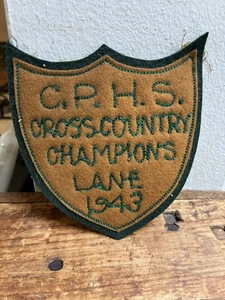 G.P.H.S.
CROSS-COUNTRY
CHAMPIONS
LANE
1943